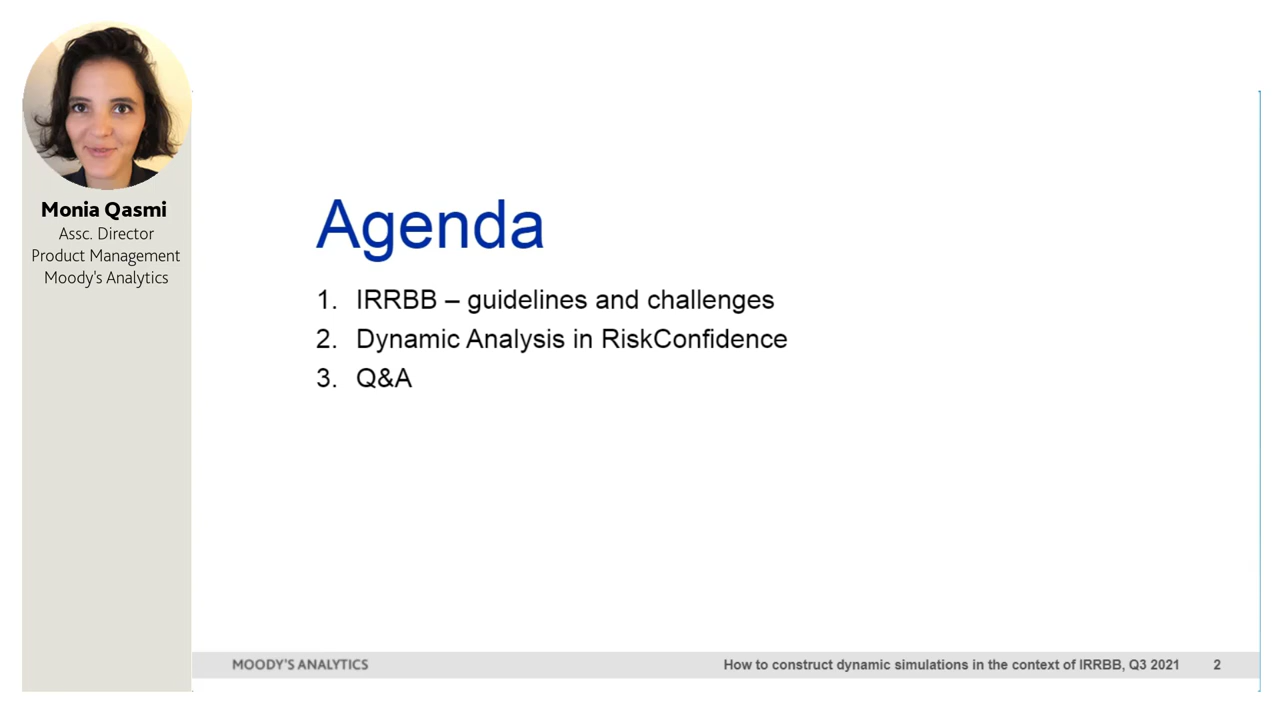 Monia Qasmi
Assc. Director
Product Management
Moody's Analytics
Agenda
1. IRRBB – guidelines and challenges
2. Dynamic Analysis in RiskConfidence
3. Q&A
MOODY'S ANALYTICS
How to construct dynamic simulations in the context of IRRBB, Q3 2021 2